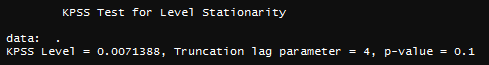 KPSS Test for Level Stationarity
data:  .
KPSS Level = 0.0071388, Truncation lag parameter = 4, p-value = 0.1